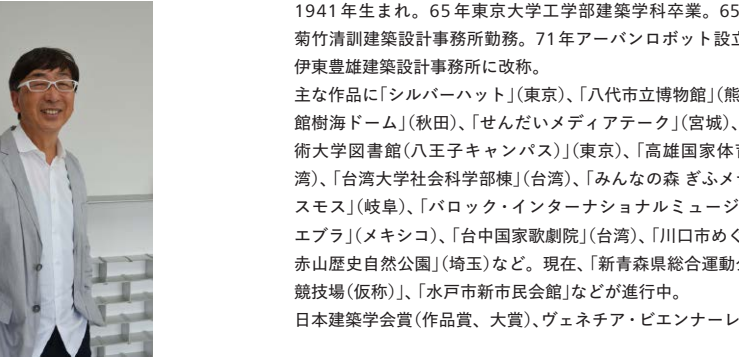 1941年生まれ。65年東京大学工学部建築学科卒業。65
菊竹清訓建築設計事務所勤務。71年アーバンロボット設立
伊東豊雄建築設計事務所に改称。
主な作品に「シルバーハット」(東京)、「八代市立博物館」(熊
館樹海ドーム」(秋田)、「せんだいメディアテーク」(宮城)、
術大学図書館(八王子キャンパス)」(東京)、「高雄国家体育
湾)、「台湾大学社会科学部棟」(台湾)、「みんなの森 ぎふメデ
スモス」(岐阜)、「バロック・インターナショナルミュージ
エブラ」(メキシコ)、「台中国家歌劇院」(台湾)、「川口市めぐ
赤山歴史自然公園」(埼玉)など。現在、「新青森県総合運動公
競技場(仮称)」、「水戸市新市民会館」などが進行中。
日本建築学会賞(作品賞、大賞)、ヴェネチア・ビエンナーレ